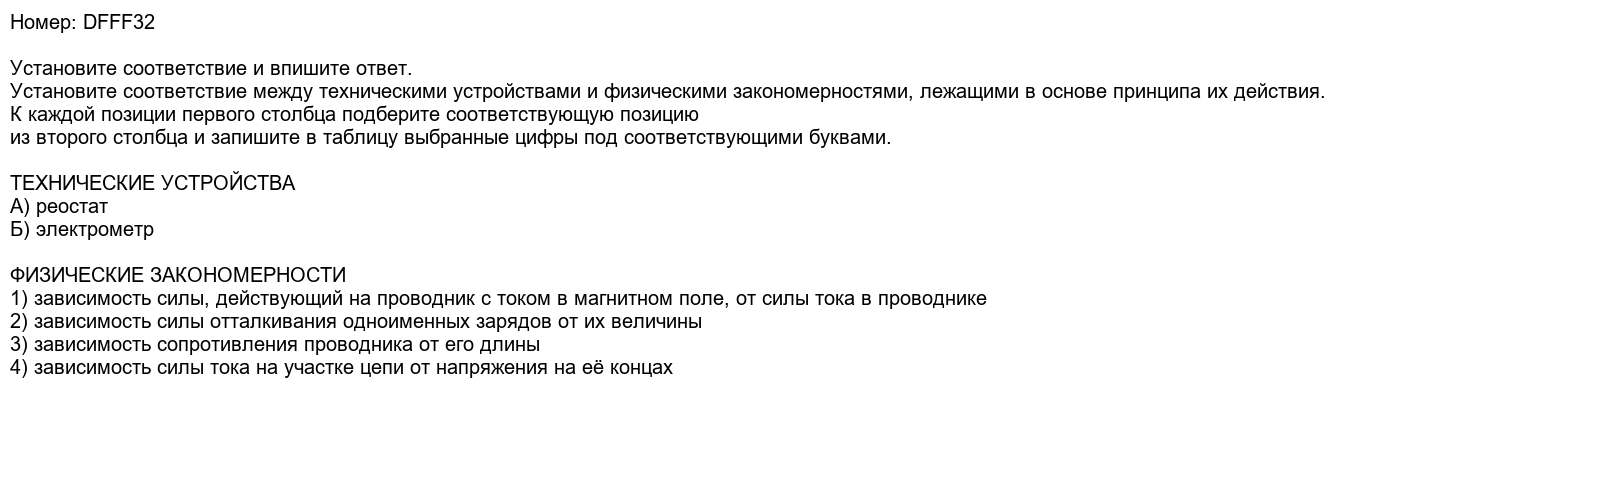 Номер: DFFF32
Установите соответствие и впишите ответ.
Установите соответствие между техническими устройствами и физическими закономерностями, лежащими в основе принципа их действия.
К каждой позиции первого столбца подберите соответствующую позицию
из второго столбца и запишите в таблицу выбранные цифры под соответствующими буквами.
ТЕХНИЧЕСКИЕ УСТРОЙСТВА
А) реостат
Б) электрометр
ФИЗИЧЕСКИЕ ЗАКОНОМЕРНОСТИ
1) зависимость силы, действующий на проводник с током в магнитном поле, от силы тока в проводнике
2) зависимость силы отталкивания одноименных зарядов от их величины
3) зависимость сопротивления проводника от его длины
4) зависимость силы тока на участке цепи от напряжения на её концах